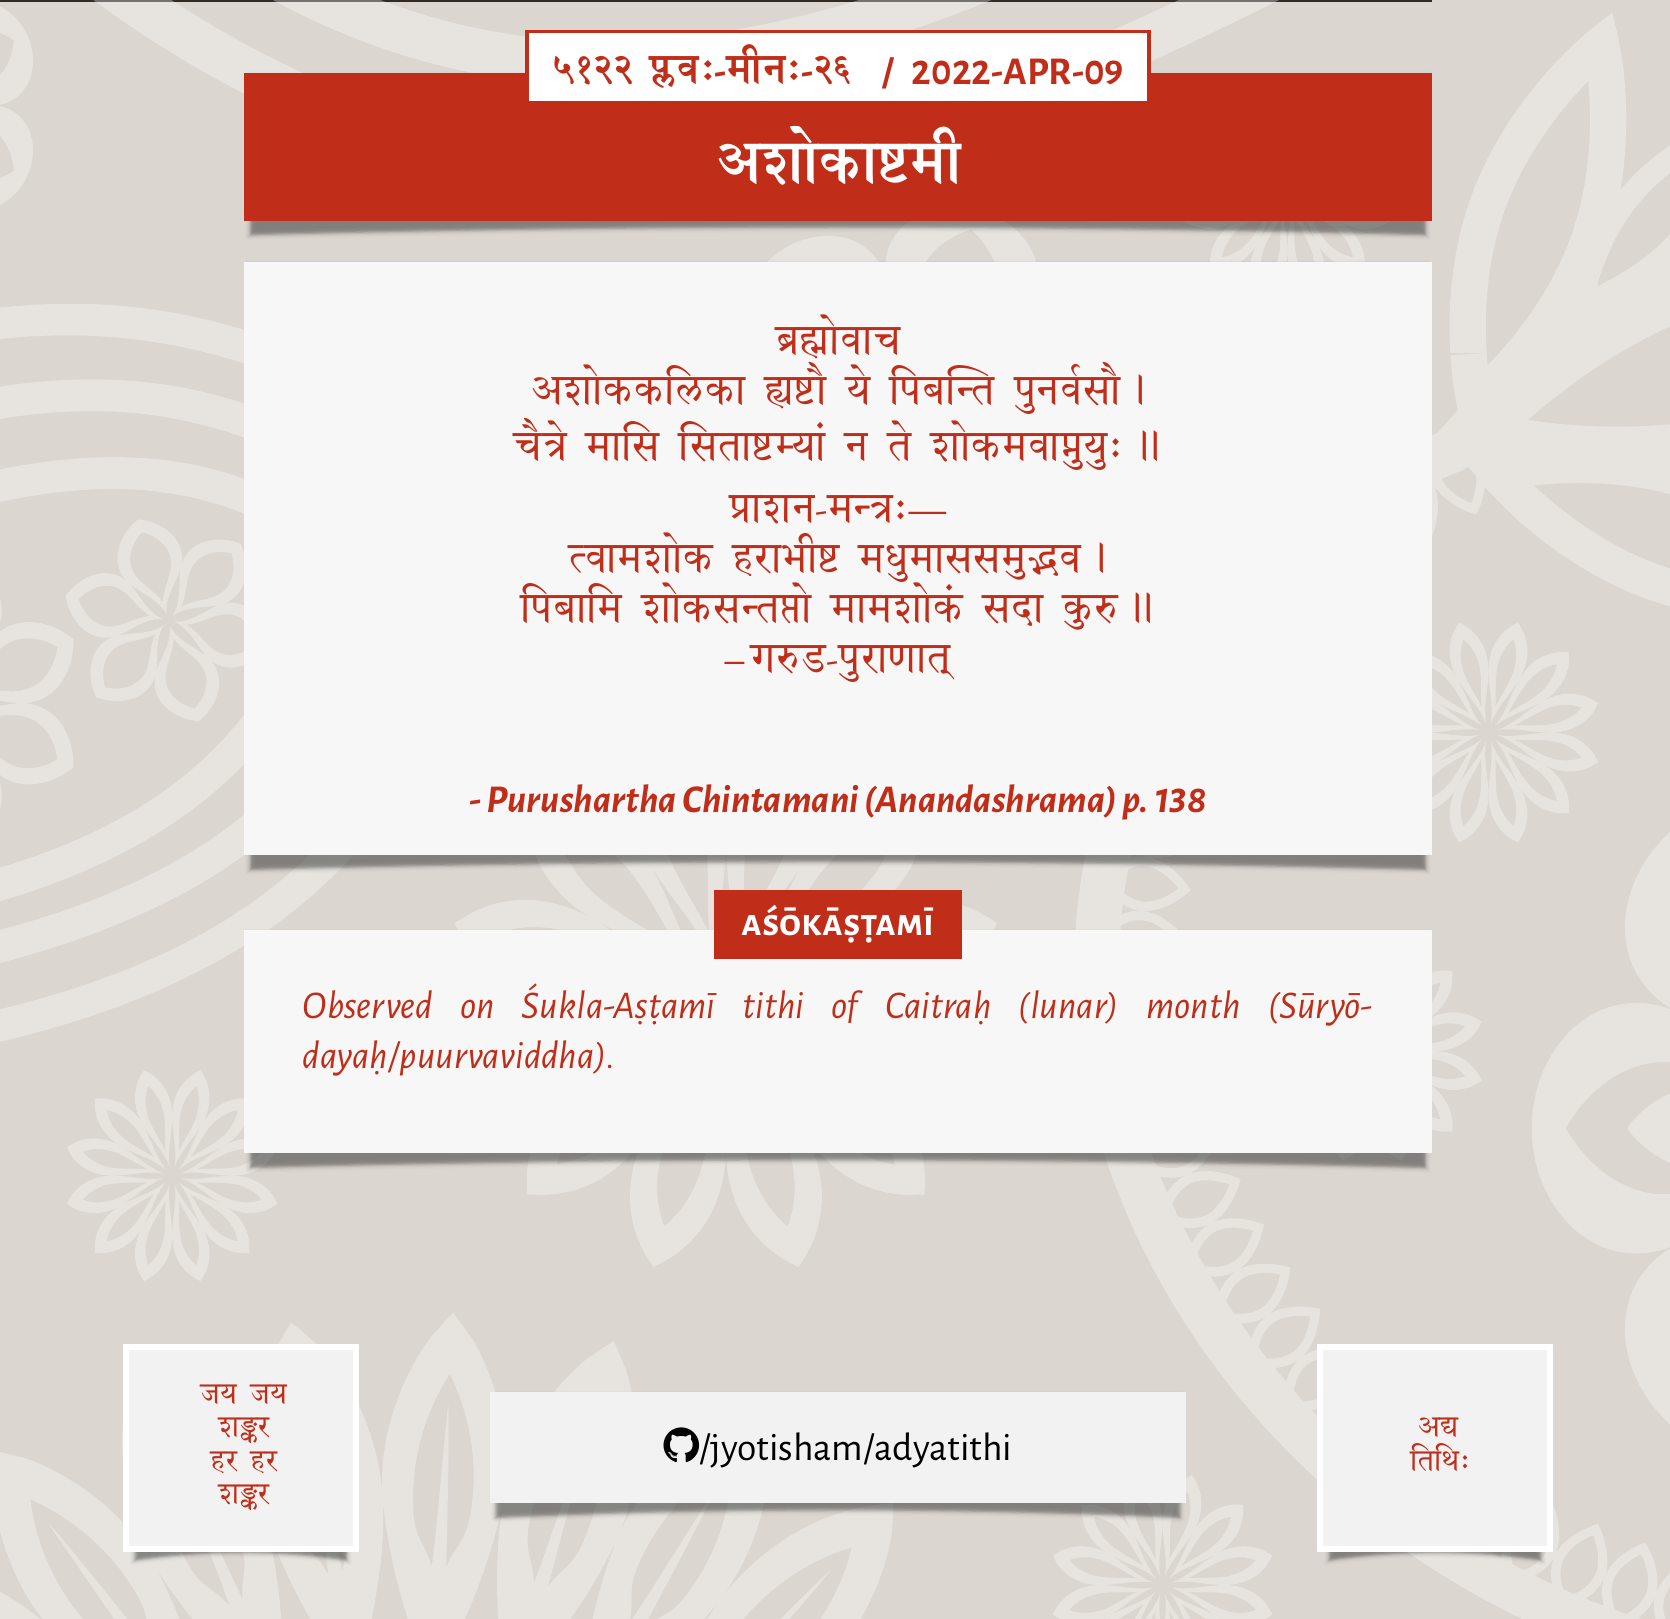 ५१२२ प्लवः-मीनः-२६ / 2022-APR-09
अशोकाष्टमी
ब्रह्मोवाच
अशोककलिका ह्यष्टौ ये पिबन्ति पुनर्वसौ ।
चैत्रे मासि सिताष्टम्यां न ते शोकमवाप्नुयुः ॥
प्राशन-मन्त्रः—
त्वामशोक हराभीष्ट मधुमाससमुद्भव ।
पिबामि शोकसन्तप्तो मामशोकं सदा कुरु ॥
–गरुड-पुराणात्
- Purushartha Chintamani (Anandashrama) p. 138
AŚŌKĀṢṬAMĪ
Observed on Śukla-Aṣṭamī tithi of Caitraḥ (lunar) month (Sūryō-
dayaḥ/puurvaviddha).
जय जय
शङ्कर
हर हर
शङ्कर
/jyotisham/adyatithi
अद्य
तिथिः